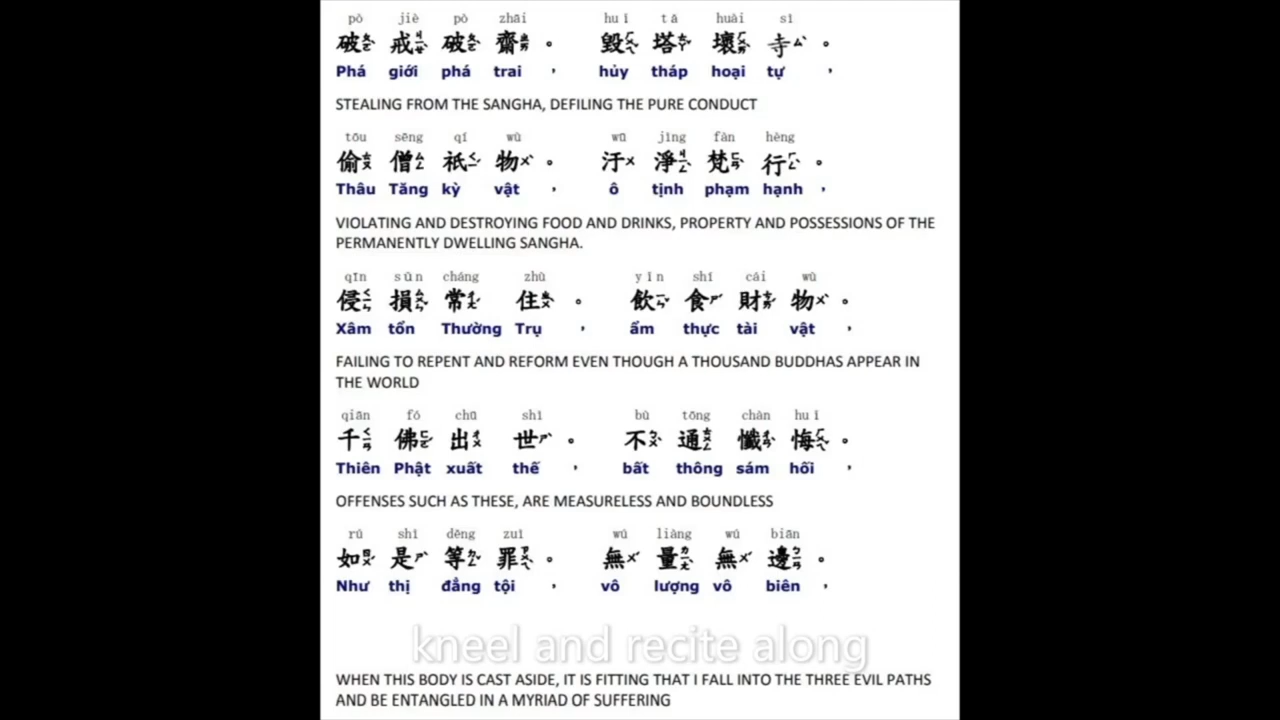 pò jiè pò zhāi huǐ tǎ huài sì
破戒破齋。 毀塔壞寺。
Phá giới phá trai , hủy tháp hoại tự ,
STEALING FROM THE SANGHA, DEFILING THE PURE CONDUCT
tōu sēng qí wù wū jìng fàn hèng
偷僧祇物。 汙淨梵行。
Thâu Tăng kỳ vật , ô tịnh phạm hạnh ,
VIOLATING AND DESTROYING FOOD AND DRINKS, PROPERTY AND POSSESSIONS OF THE
PERMANENTLY DWELLING SANGHA.
qīn sǔn cháng zhù yǐn shí cái wù
侵損常住。 飲食財物。
Xâm tổn Thường Trụ , ẩm thực tài vật ,
FAILING TO REPENT AND REFORM EVEN THOUGH A THOUSAND BUDDHAS APPEAR IN
THE WORLD
qiān fó chū shì bù tōng chàn huǐ
千佛出世。 不通懺悔。
Thiên Phật xuất thế , bất thông sám hối ,
OFFENSES SUCH AS THESE, ARE MEASURELESS AND BOUNDLESS
rú shì děng zuì wú liàng wú biān
如是等罪。 無量無邊。
Như thị đẳng tội , vô lượng vô biên ,
kneel and recite along
WHEN THIS BODY IS CAST ASIDE, IT IS FITTING THAT I FALL INTO THE THREE EVIL PATHS
AND BE ENTANGLED IN A MYRIAD OF SUFFERING